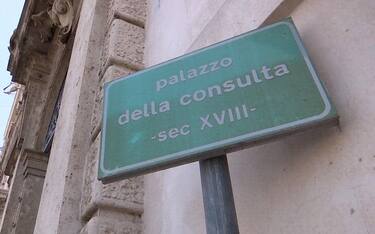 palazzo
della consulta
-sec XVIII-